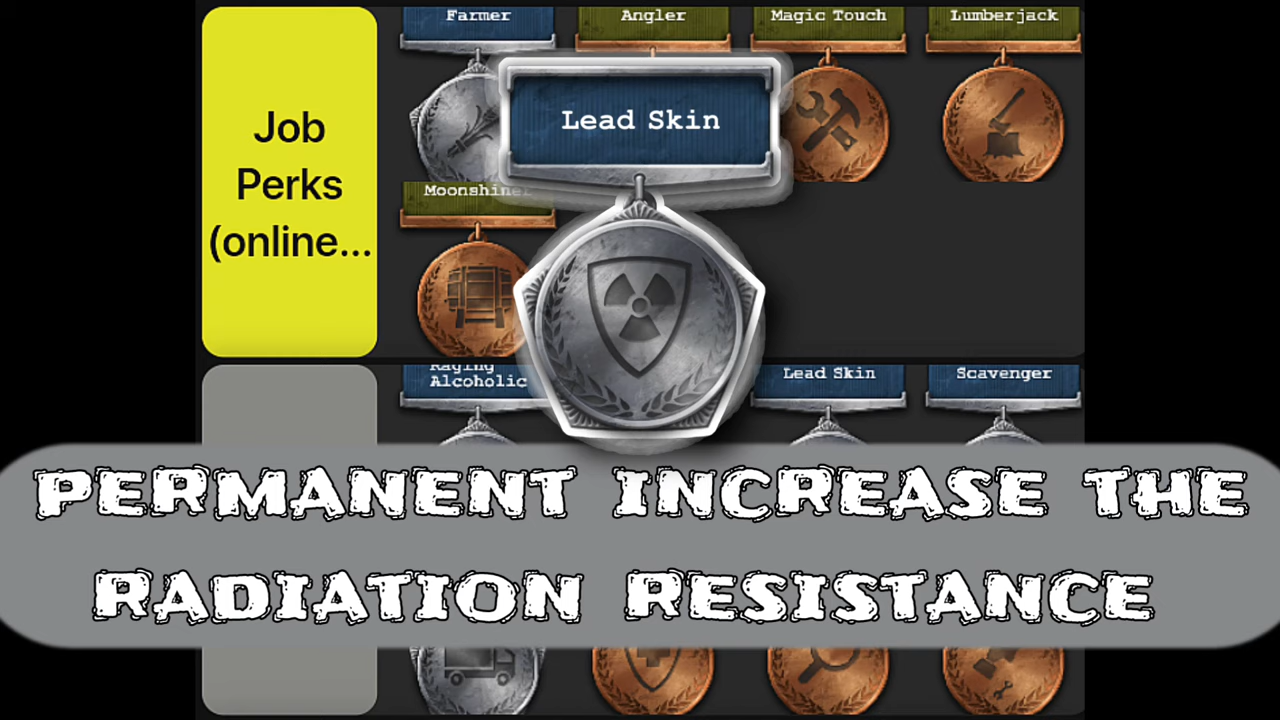 Farmer
Angler
Magic Touch
Lumberjack
Job
Perks
(online...
Lead Skin
Moonshine
Raging
Alcoholic
Lead Skin
Scavenger
PERMANENT INCREASE THE
RADIATION RESISTANCE